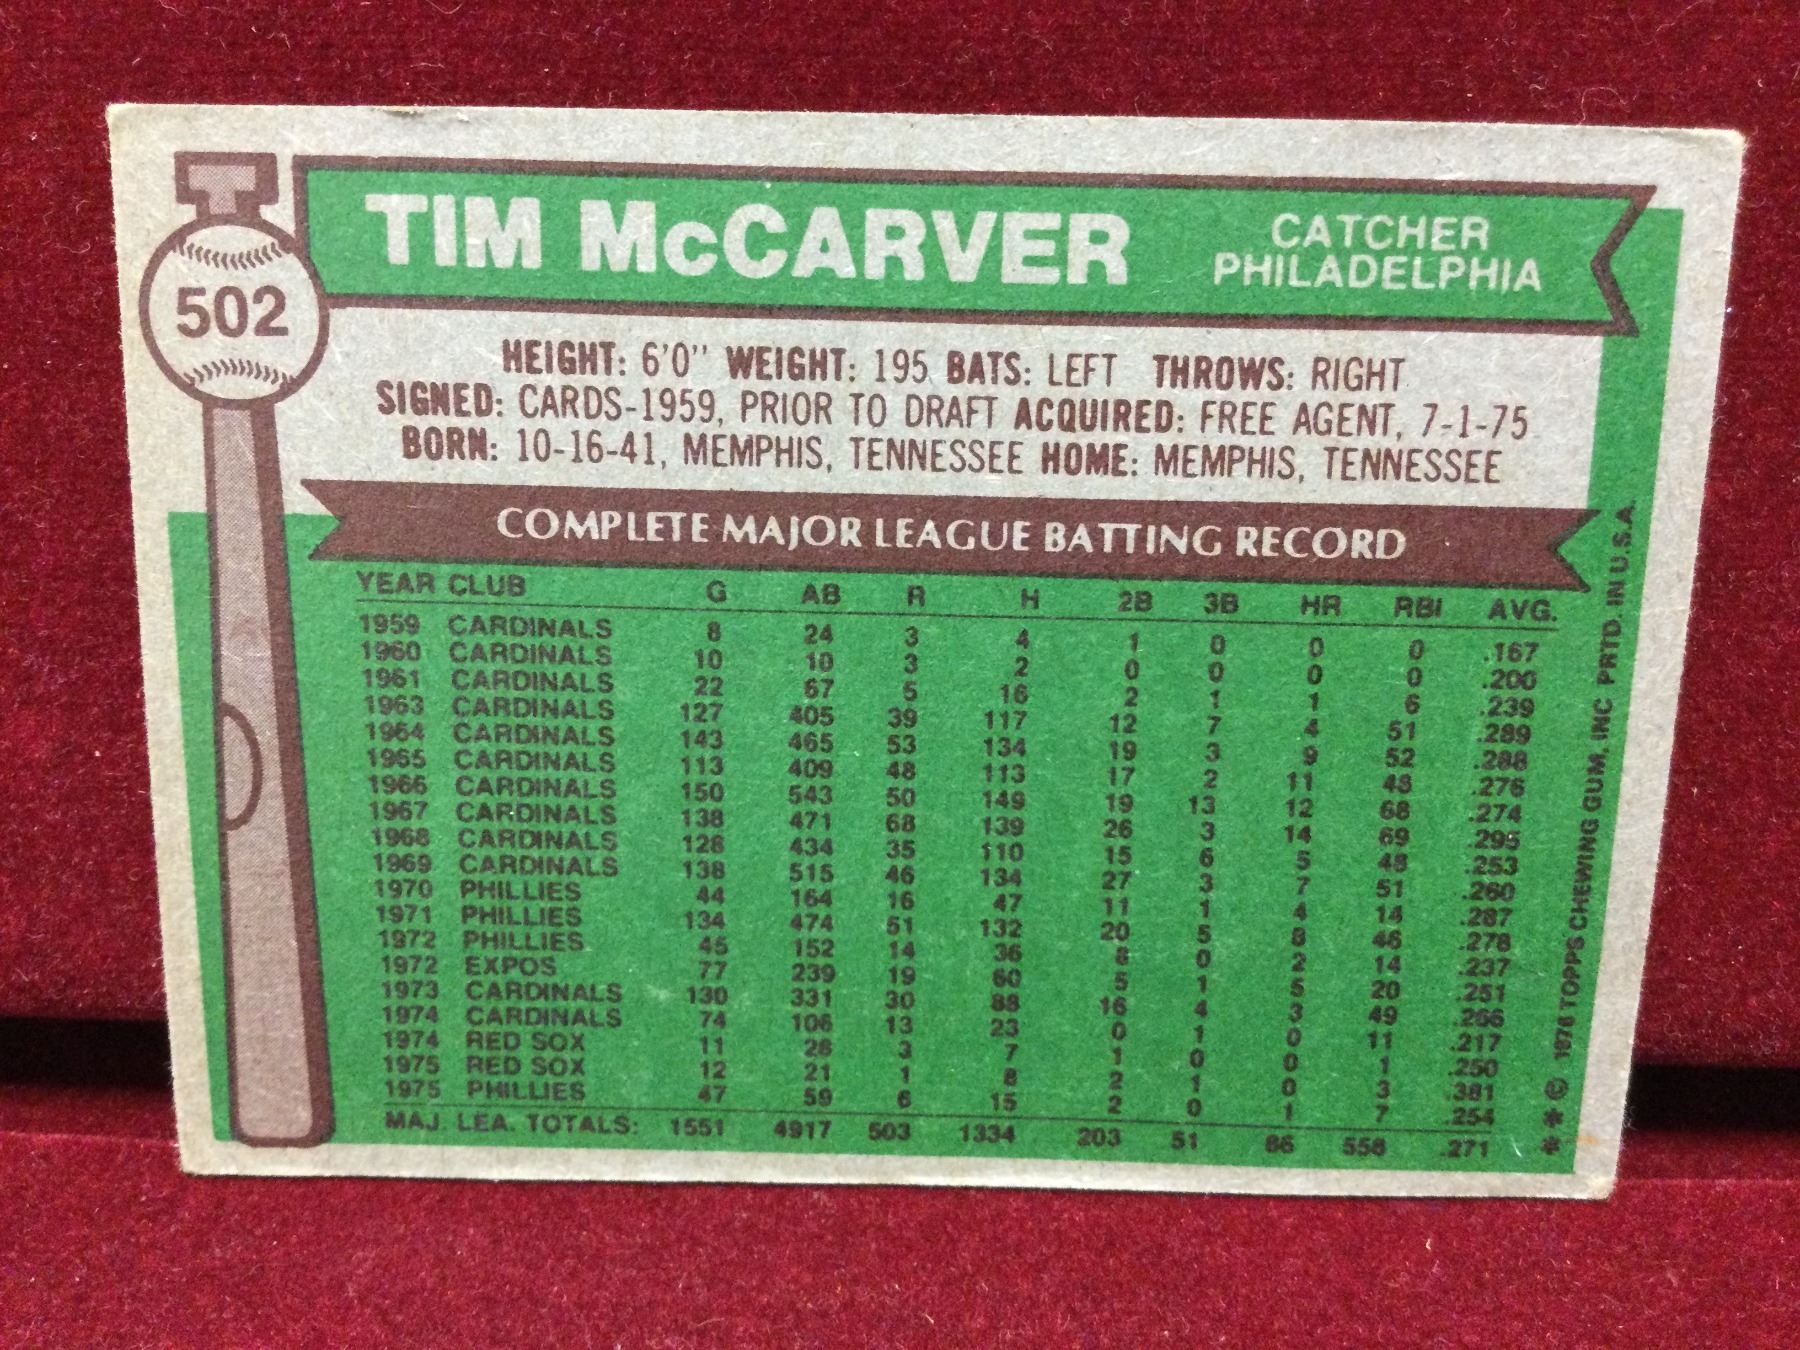 502
TIM McCARVER
CATCHER
PHILADELPHIA
HEIGHT: 6'0" WEIGHT: 195 BATS: LEFT THROWS: RIGHT
SIGNED: CARDS-1959, PRIOR TO DRAFT ACQUIRED: FREE AGENT, 7-1-75
BORN: 10-16-41, MEMPHIS, TENNESSEE HOME: MEMPHIS, TENNESSEE
COMPLETE MAJOR LEAGUE BATTING RECORD
YEAR CLUB G AB R H 2B 3B HR RBI AVG.
1959 CARDINALS 8 24 3 4 1 0 0 0 .167
1960 CARDINALS 10 10 3 2 0 0 0 0 .200
1961 CARDINALS 22 67 5 16 2 1 1 6 .239
1963 CARDINALS 127 405 39 117 12 7 4 51 .289
1964 CARDINALS 143 465 53 134 19 3 9 52 .288
1965 CARDINALS 113 409 48 113 17 2 11 48 .276
1966 CARDINALS 150 543 50 149 19 13 12 68 .274
1967 CARDINALS 138 471 68 139 26 3 14 69 .295
1968 CARDINALS 128 434 35 110 15 6 5 48 .253
1969 CARDINALS 138 515 46 134 27 3 7 51 .260
1970 PHILLIES 44 164 16 47 11 1 4 14 .287
1971 PHILLIES 134 474 51 132 20 5 8 46 .278
1972 PHILLIES 45 152 14 36 8 0 2 14 .237
1972 EXPOS 77 239 19 60 5 1 5 20 .251
1973 CARDINALS 130 331 30 88 16 4 3 49 .266
1974 CARDINALS 74 106 13 23 0 1 0 11 .217
1974 RED SOX 11 28 3 7 1 0 0 1 .250
1975 RED SOX 12 21 1 8 2 1 0 3 .381
1975 PHILLIES 47 59 6 15 2 0 1 7 .254
MAJ. LEA. TOTALS: 1551 4917 503 1334 203 51 86 558 .271
** © 1976 TOPPS CHEWING GUM, INC PRTD. IN U.S.A.